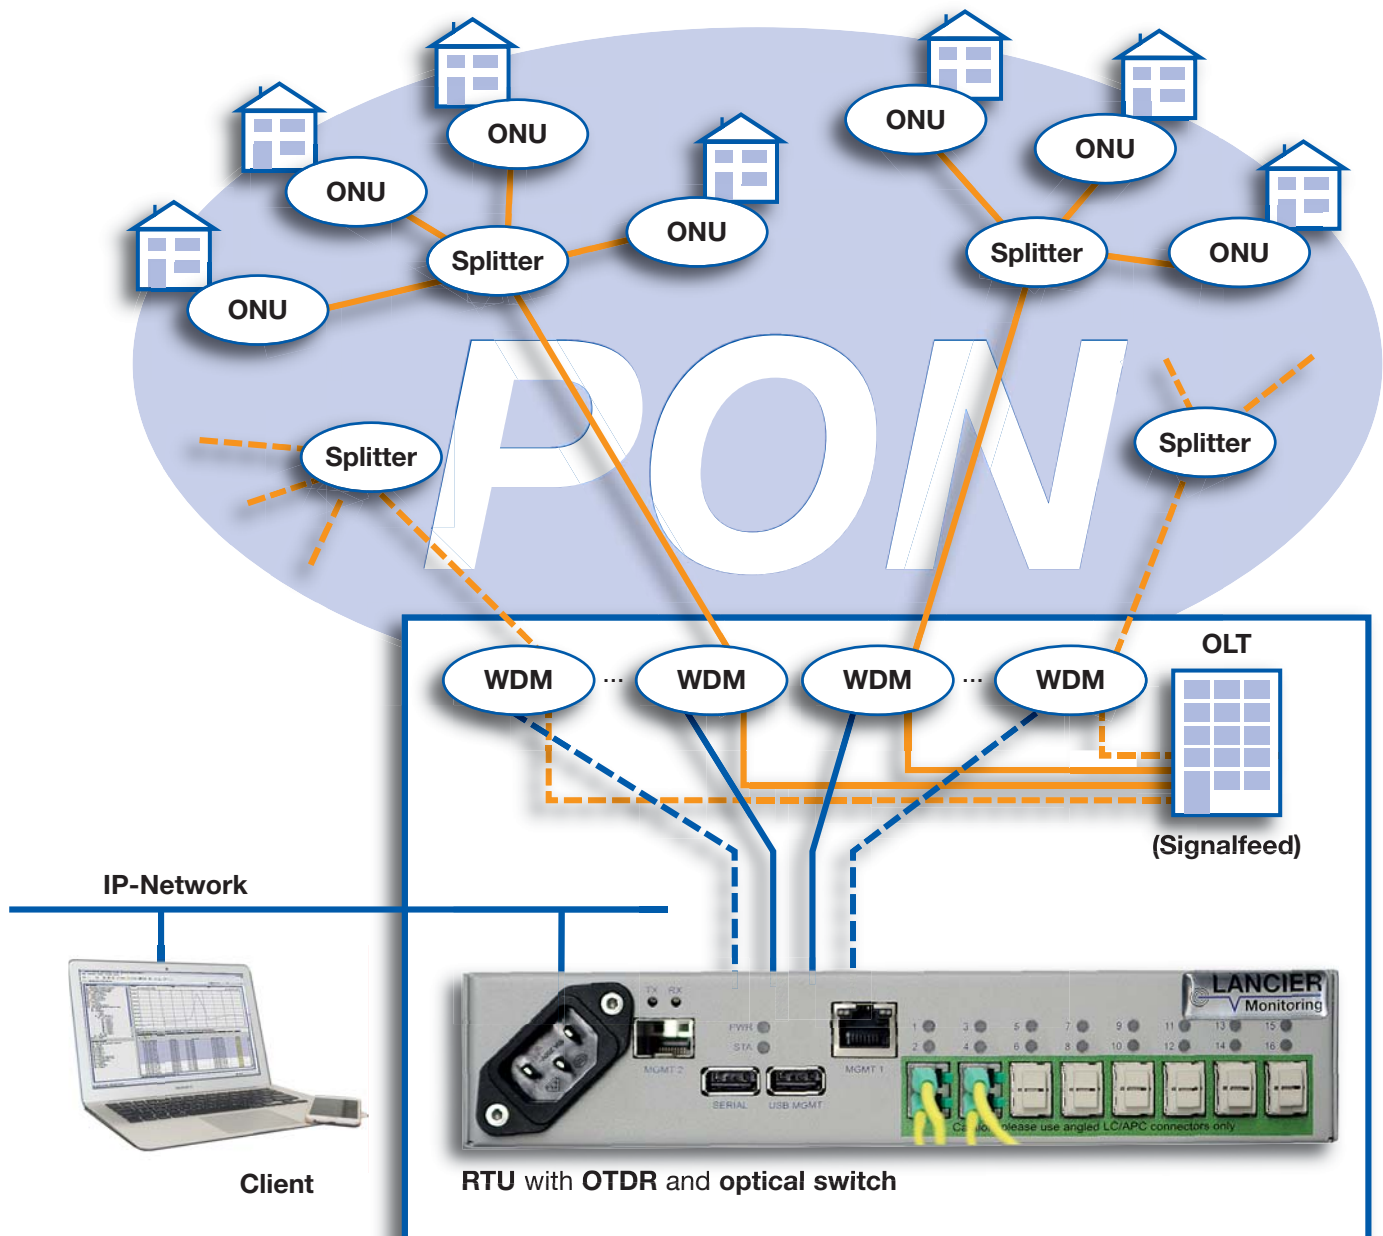 ONU
ONU
ONU
ONU
ONU
ONU
ONU
Splitter
Splitter
PON
Splitter
Splitter
OLT
WDM
...
WDM
WDM
...
WDM
(Signalfeed)
IP-Network
LANCIER
Monitoring
TX RX
PWR
STA
MGMT 2
MGMT 1
SERIAL
USB MGMT
1 3 5 7 9 11 13 15
2 4 6 8 10 12 14 16
please use angled LC/APC connectors only
Client
RTU with OTDR and optical switch